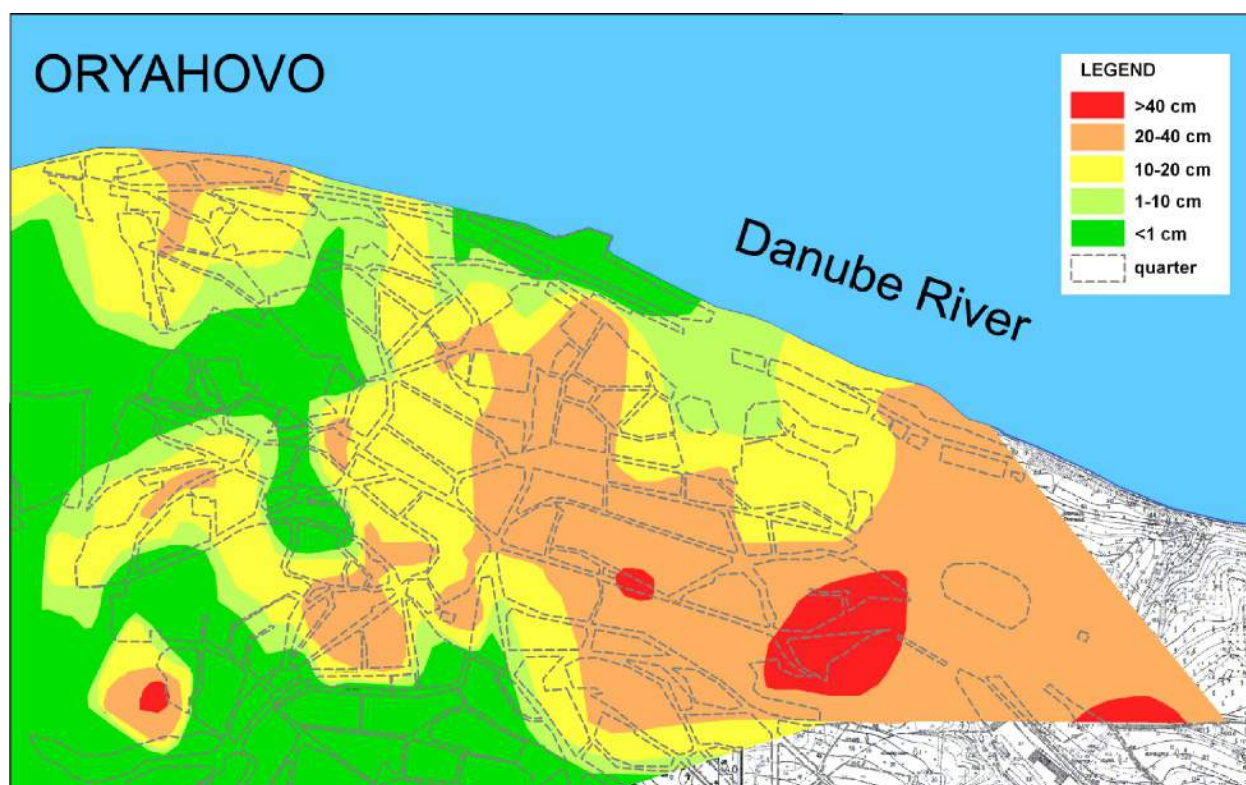 ORYAHOVO
LEGEND
>40 cm
20-40 cm
10-20 cm
1-10 cm
<1 cm
quarter
Danube River